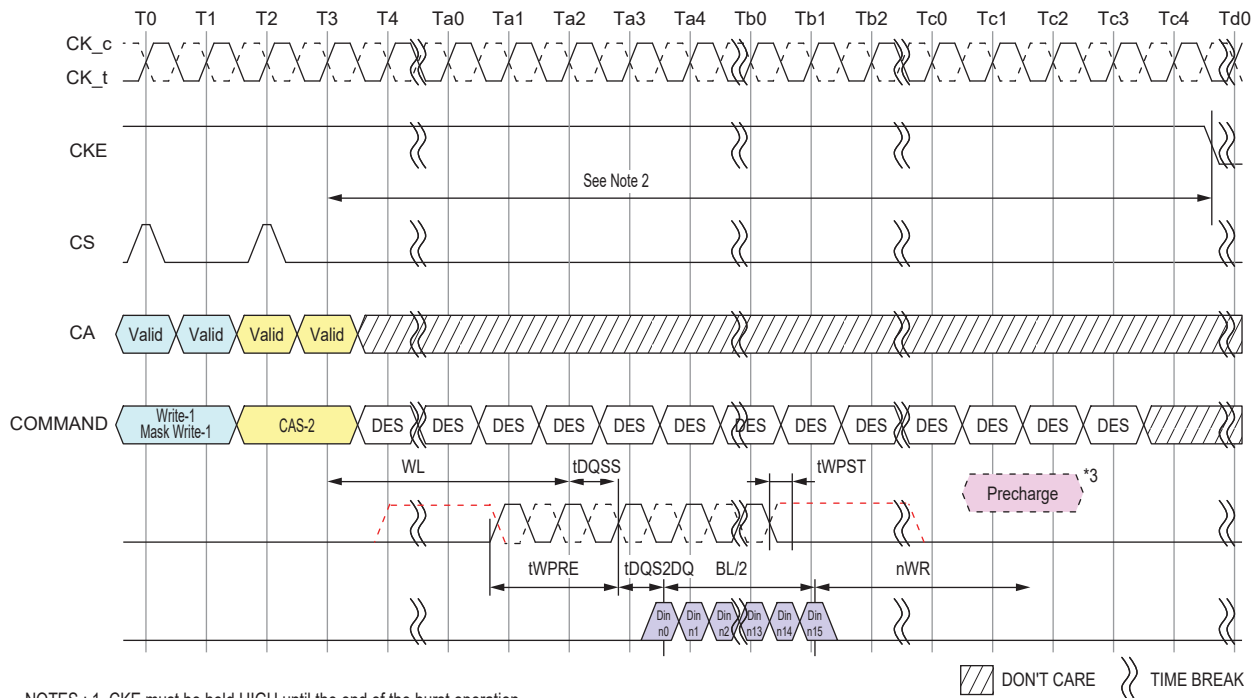 T0 T1 T2 T3 T4 Ta0 Ta1 Ta2 Ta3 Ta4 Tb0 Tb1 Tb2 Tc0 Tc1 Tc2 Tc3 Tc4 Td0
CK_c
CK_t
CKE
See Note 2
CS
CA Valid Valid Valid Valid
COMMAND Write-1 Mask Write-1 CAS-2 DES DES DES DES DES DES DES DES DES DES DES DES DES
WL tDQSS tWPST
Precharge *3
tWPRE tDQS2DQ BL/2 nWR
Din n0 Din n1 Din n2 Din n13 Din n14 Din n15
DON'T CARE TIME BREAK
NOTES : 1. CKE must be held HIGH until the end of the burst operation